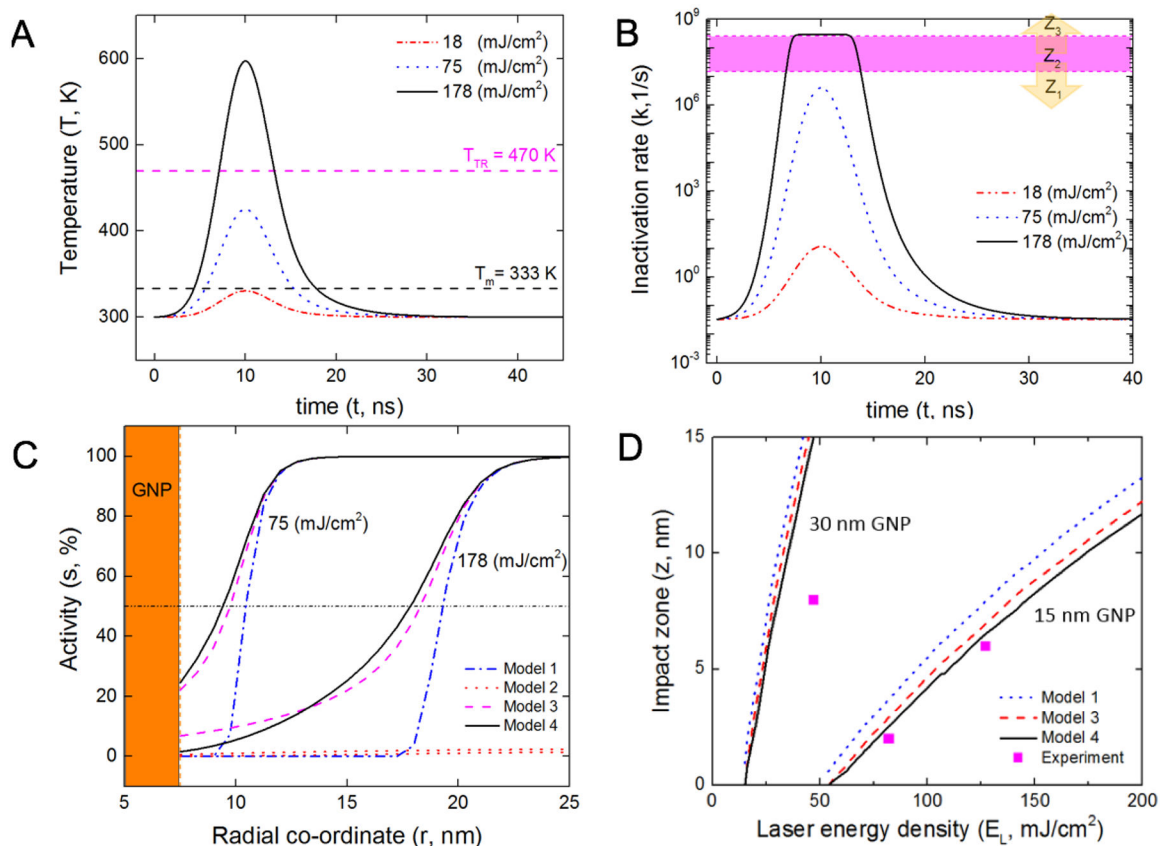 A
18 (mJ/cm²)
75 (mJ/cm²)
178 (mJ/cm²)
T_TR = 470 K
T_m = 333 K
600
500
400
300
Temperature (T, K)
0 10 20 30 40
time (t, ns)
B
Z₃
Z₂
Z₁
18 (mJ/cm²)
75 (mJ/cm²)
178 (mJ/cm²)
10⁹
10⁶
10³
10⁰
10⁻³
Inactivation rate (k,1/s)
0 10 20 30 40
time (t, ns)
C
GNP
75 (mJ/cm²)
178 (mJ/cm²)
Model 1
Model 2
Model 3
Model 4
100
80
60
40
20
0
Activity (s, %)
5 10 15 20 25
Radial co-ordinate (r, nm)
D
30 nm GNP
15 nm GNP
Model 1
Model 3
Model 4
Experiment
15
10
5
0
Impact zone (z, nm)
0 50 100 150 200
Laser energy density (E_L, mJ/cm²)